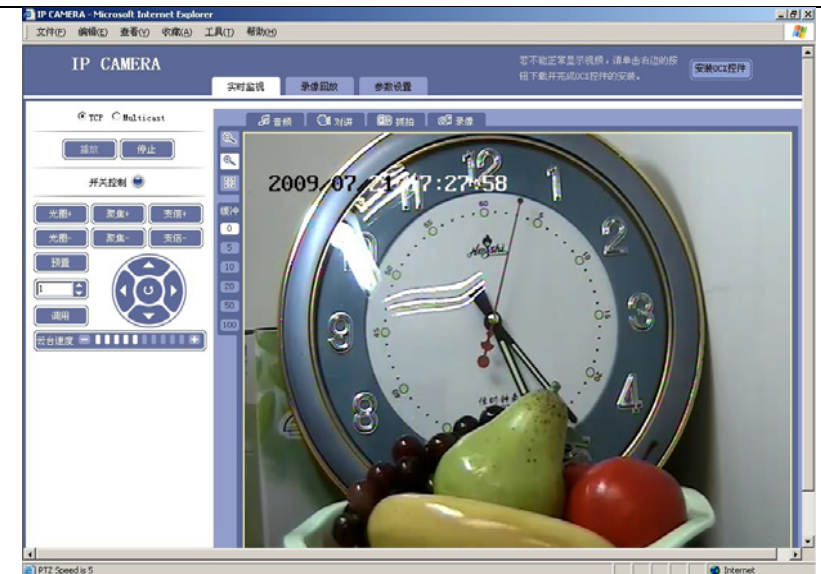 IP CAMERA - Microsoft Internet Explorer
文件(F) 编辑(E) 查看(V) 收藏(A) 工具(T) 帮助(H)
IP CAMERA
若不能正常显示视频,请单击右边的按
钮下载并完成OCX控件的安装。
安装OCX控件
实时监视 录像回放 参数设置
TCP Multicast
音频 对讲 抓拍 录像
播放 停止
开关控制
光圈+ 聚焦+ 变倍+
光圈- 聚焦- 变倍-
预置
1
调用
云台速度
缓冲
0
5
10
20
50
100
2009/07/21 17:27:58
12
1
2
3
4
8
9
10
11
60
5
15
55
PTZ Speed is 5
Internet